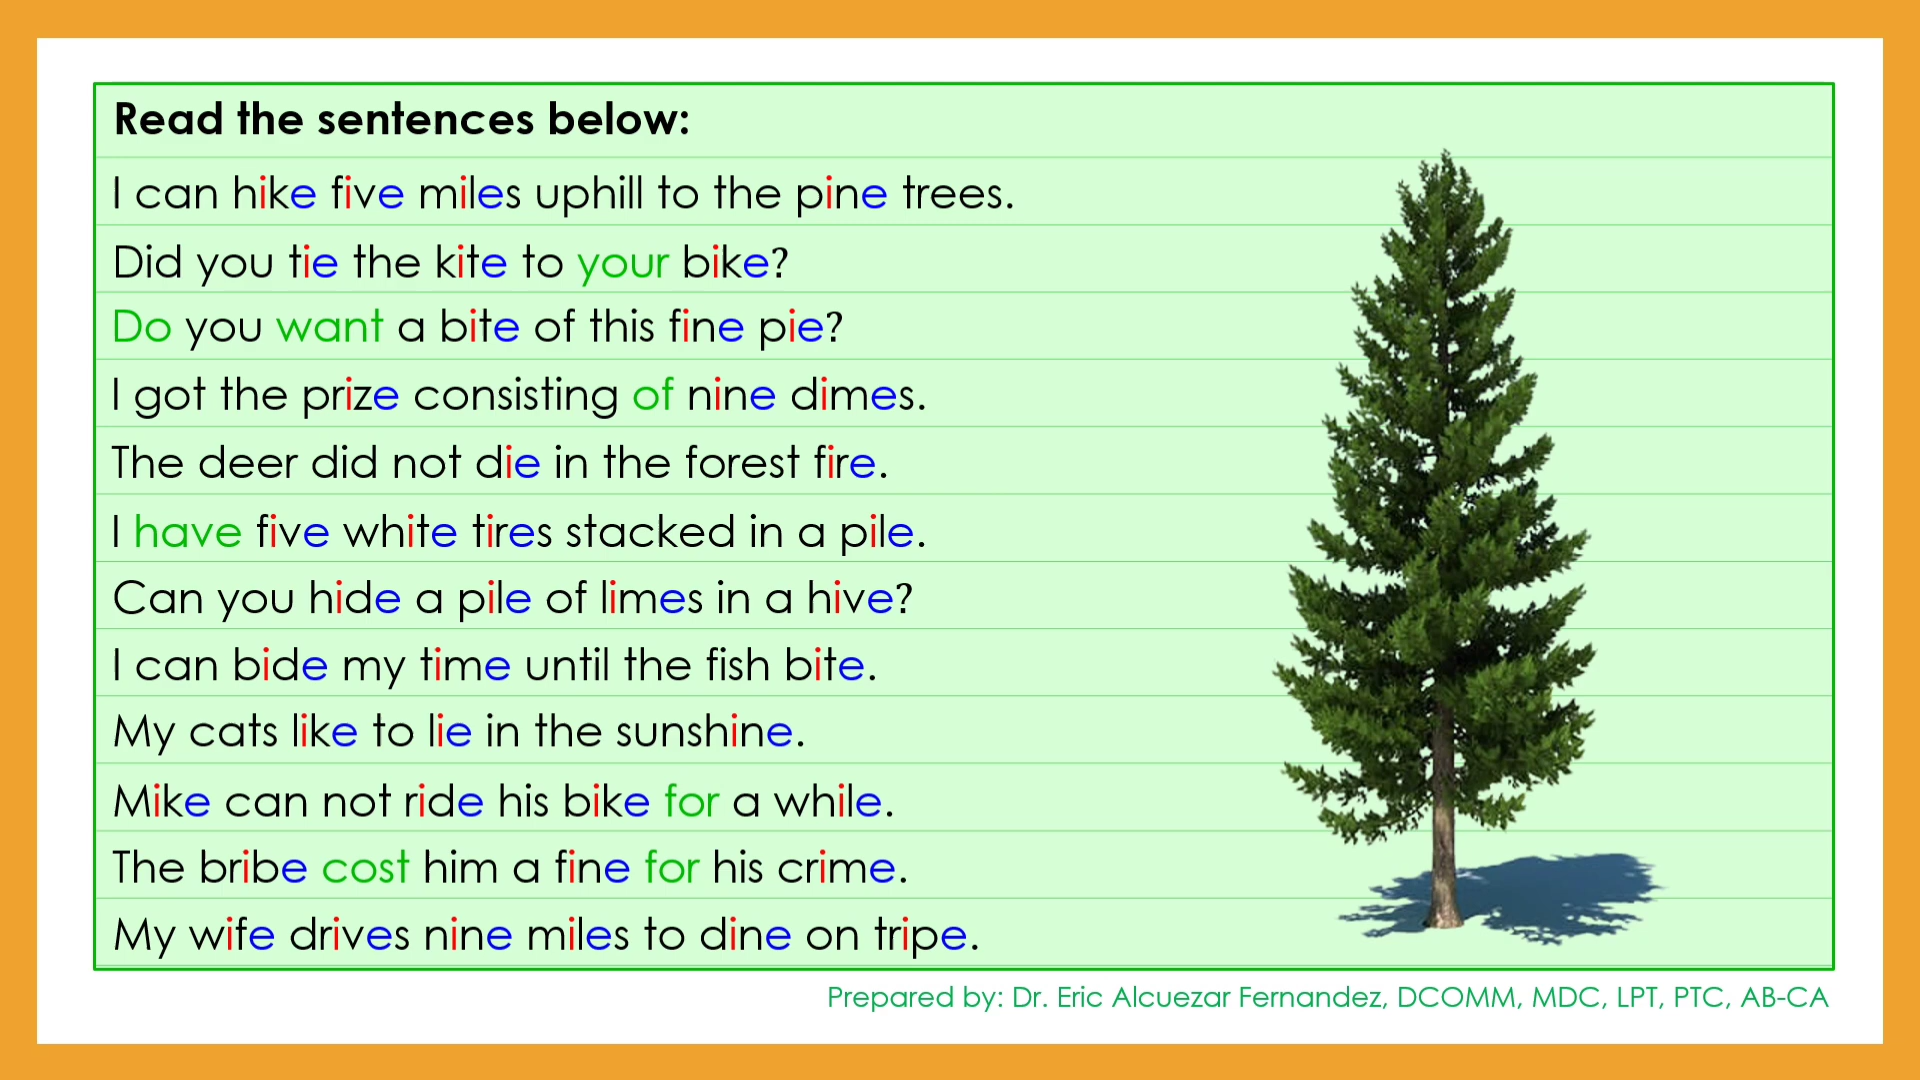 Read the sentences below:
I can hike five miles uphill to the pine trees.
Did you tie the kite to your bike?
Do you want a bite of this fine pie?
I got the prize consisting of nine dimes.
The deer did not die in the forest fire.
I have five white tires stacked in a pile.
Can you hide a pile of limes in a hive?
I can bide my time until the fish bite.
My cats like to lie in the sunshine.
Mike can not ride his bike for a while.
The bribe cost him a fine for his crime.
My wife drives nine miles to dine on tripe.
Prepared by: Dr. Eric Alcuezar Fernandez, DCOMM, MDC, LPT, PTC, AB-CA